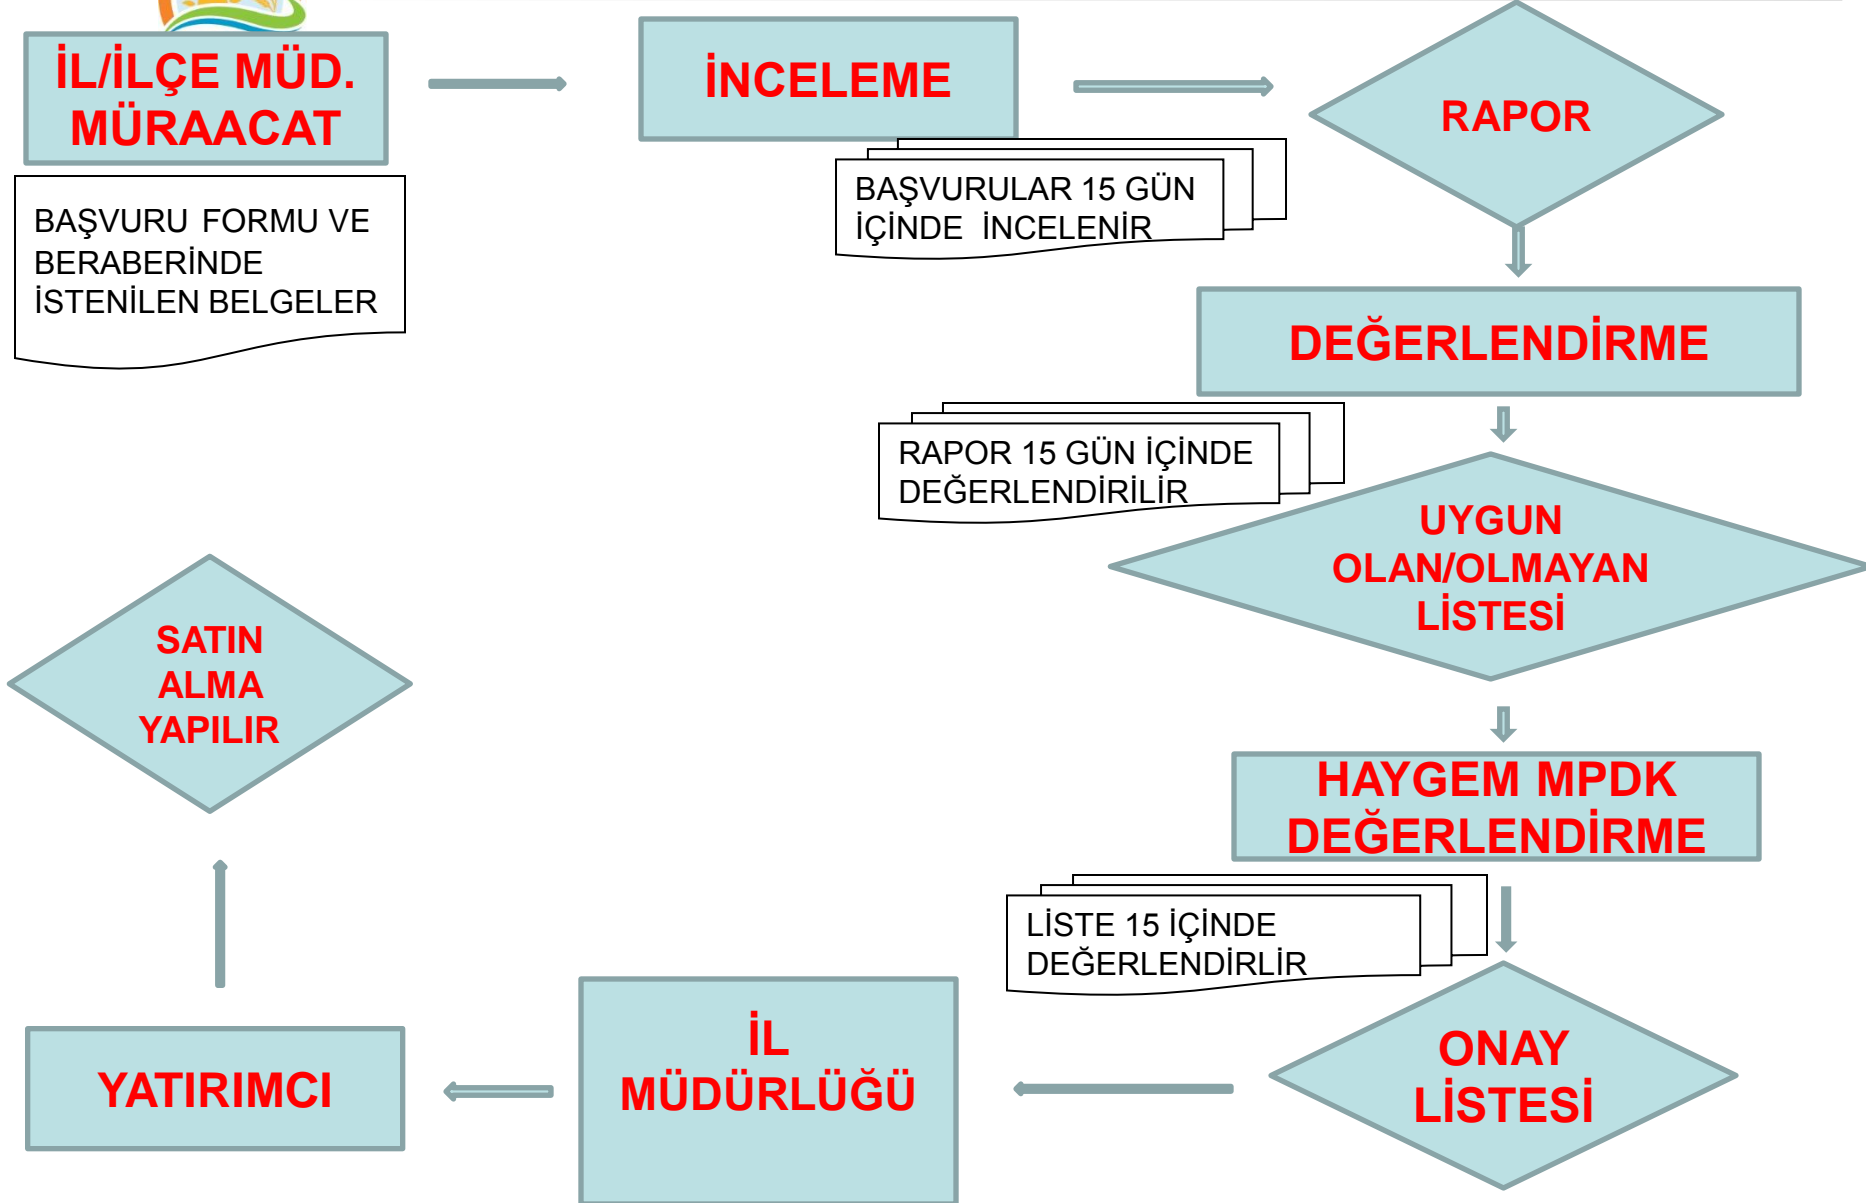 İL/İLÇE MÜD.
MÜRAACAT
BAŞVURU FORMU VE
BERABERİNDE
İSTENİLEN BELGELER
İNCELEME
BAŞVURULAR 15 GÜN
İÇİNDE İNCELENİR
RAPOR
DEĞERLENDİRME
RAPOR 15 GÜN İÇİNDE
DEĞERLENDİRİLİR
UYGUN
OLAN/OLMAYAN
LİSTESİ
HAYGEM MPDK
DEĞERLENDİRME
LİSTE 15 İÇİNDE
DEĞERLENDİRLİR
ONAY
LİSTESİ
İL
MÜDÜRLÜĞÜ
YATIRIMCI
SATIN
ALMA
YAPILIR